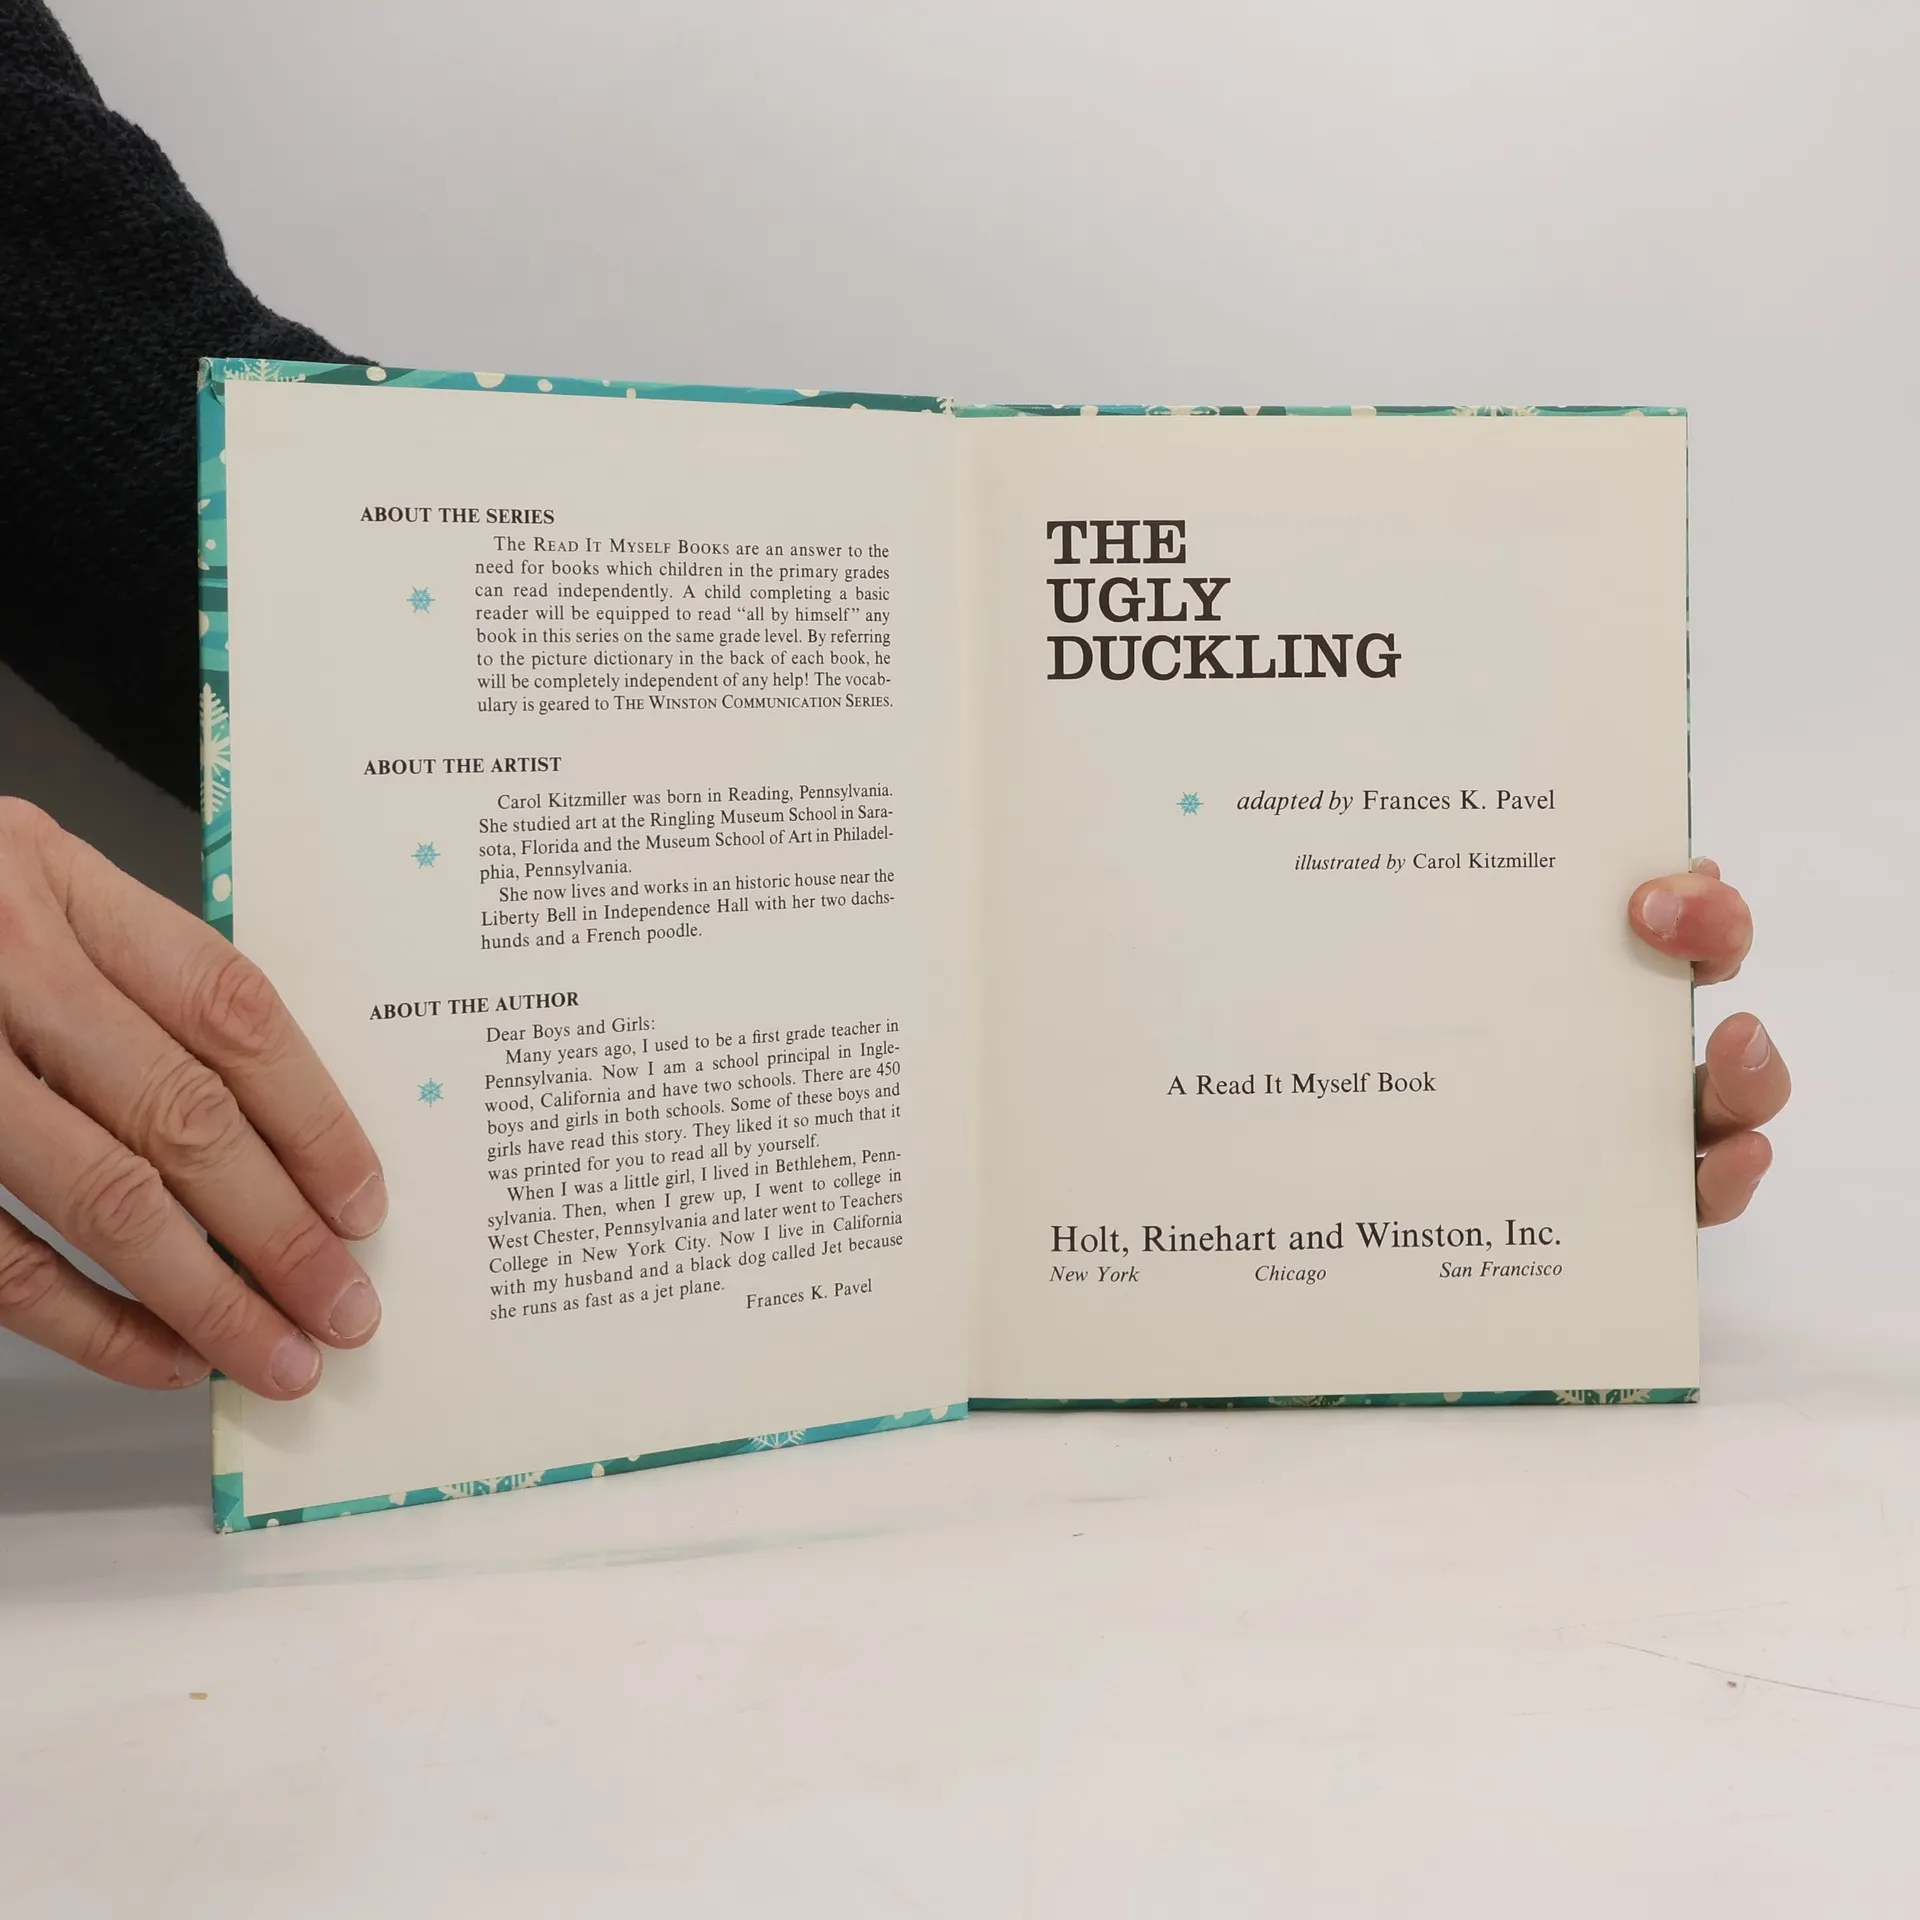 ABOUT THE SERIES
The READ IT MYSELF BOOKS are an answer to the
need for books which children in the primary grades
can read independently. A child completing a basic
reader will be equipped to read “all by himself” any
book in this series on the same grade level. By referring
to the picture dictionary in the back of each book, he
will be completely independent of any help! The vocab-
ulary is geared to THE WINSTON COMMUNICATION SERIES.
ABOUT THE ARTIST
Carol Kitzmiller was born in Reading, Pennsylvania.
She studied art at the Ringling Museum School in Sara-
sota, Florida and the Museum School of Art in Philadel-
phia, Pennsylvania.
She now lives and works in an historic house near the
Liberty Bell in Independence Hall with her two dachs-
hunds and a French poodle.
ABOUT THE AUTHOR
Dear Boys and Girls:
Many years ago, I used to be a first grade teacher in
Pennsylvania. Now I am a school principal in Ingle-
wood, California and have two schools. There are 450
boys and girls in both schools. Some of these boys and
girls have read this story. They liked it so much that it
was printed for you to read all by yourself.
When I was a little girl, I lived in Bethlehem, Penn-
sylvania. Then, when I grew up, I went to college in
West Chester, Pennsylvania and later went to Teachers
College in New York City. Now I live in California
with my husband and a black dog called Jet because
she runs as fast as a jet plane.
Frances K. Pavel
THE
UGLY
DUCKLING
adapted by Frances K. Pavel
illustrated by Carol Kitzmiller
A Read It Myself Book
Holt, Rinehart and Winston, Inc.
New York Chicago San Francisco